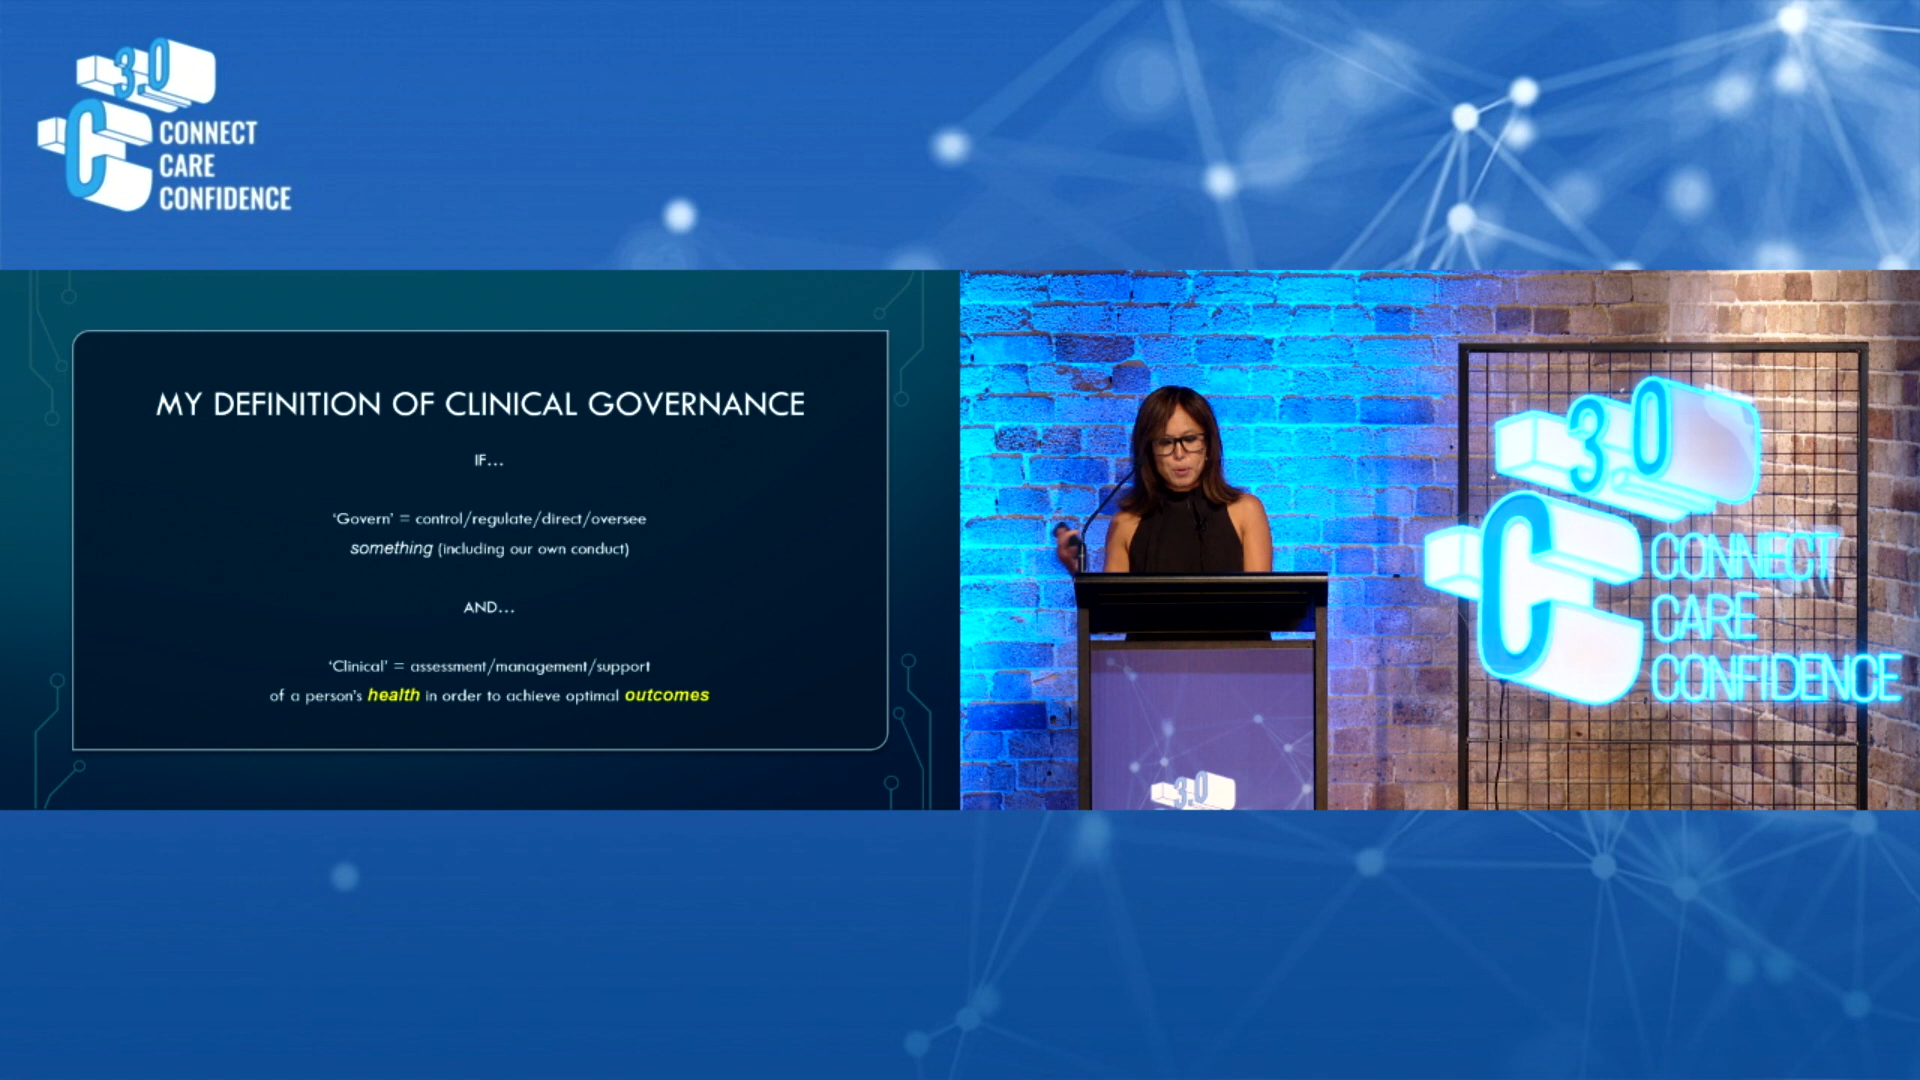 3.0
C CONNECT
CARE
CONFIDENCE
MY DEFINITION OF CLINICAL GOVERNANCE
IF...
‘Govern’ = control/regulate/direct/oversee
something (including our own conduct)
AND...
‘Clinical’ = assessment/management/support
of a person’s health in order to achieve optimal outcomes
3.0
C CONNECT
CARE
CONFIDENCE
3.0